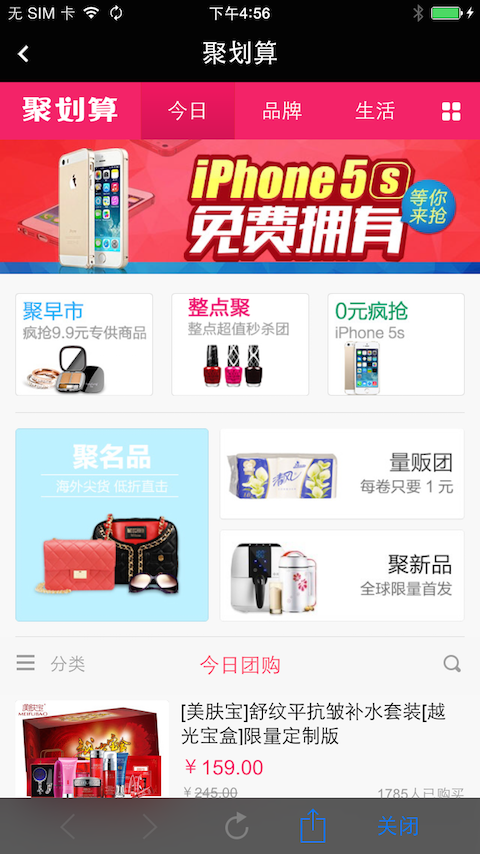 无 SIM 卡
下午4:56
聚划算
聚划算
今日
品牌
生活
iPhone5s
免费拥有
等你
来抢
聚早市
疯抢9.9元专供商品
整点聚
整点超值秒杀团
0元疯抢
iPhone 5s
聚名品
海外尖货 低折直击
量贩团
每卷只要 1 元
清风
聚新品
全球限量首发
分类
今日团购
美肤宝
MEIFUBAO
[美肤宝]舒纹平抗皱补水套装[越
光宝盒]限量定制版
￥159.00
￥245.00
1785人已购买
关闭